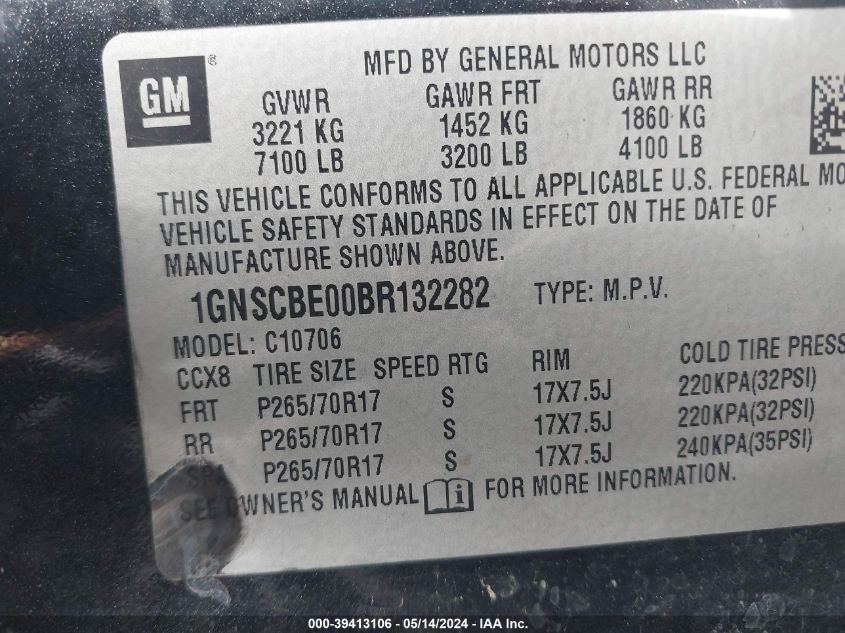 GM ®
MFD BY GENERAL MOTORS LLC
GVWR GAWR FRT GAWR RR
3221 KG 1452 KG 1860 KG
7100 LB 3200 LB 4100 LB
THIS VEHICLE CONFORMS TO ALL APPLICABLE U.S. FEDERAL MO
VEHICLE SAFETY STANDARDS IN EFFECT ON THE DATE OF
MANUFACTURE SHOWN ABOVE.
1GNSCBE00BR132282 TYPE: M.P.V.
MODEL: C10706
CCX8 TIRE SIZE SPEED RTG RIM COLD TIRE PRESS
FRT P265/70R17 S 17X7.5J 220KPA(32PSI)
RR P265/70R17 S 17X7.5J 220KPA(32PSI)
P265/70R17 S 17X7.5J 240KPA(35PSI)
SEE OWNER'S MANUAL i FOR MORE INFORMATION.
000-39413106 - 05/14/2024 - IAA Inc.